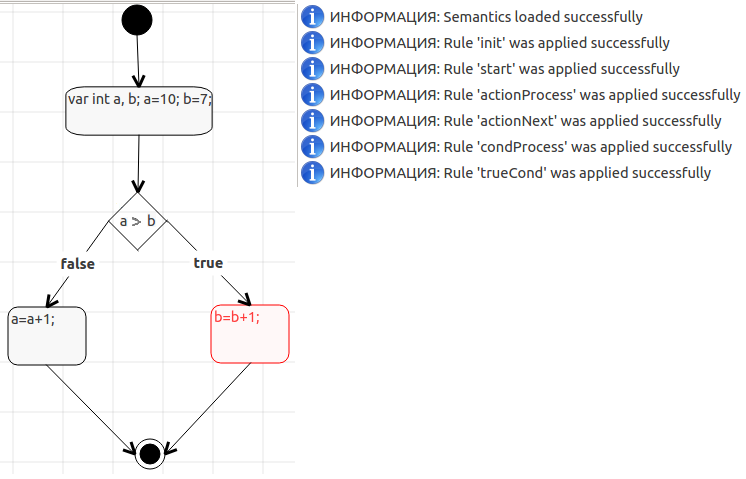 var int a, b; a=10; b=7;
a > b
false
true
a=a+1;
b=b+1;
ИНФОРМАЦИЯ: Semantics loaded successfully
ИНФОРМАЦИЯ: Rule 'init' was applied successfully
ИНФОРМАЦИЯ: Rule 'start' was applied successfully
ИНФОРМАЦИЯ: Rule 'actionProcess' was applied successfully
ИНФОРМАЦИЯ: Rule 'actionNext' was applied successfully
ИНФОРМАЦИЯ: Rule 'condProcess' was applied successfully
ИНФОРМАЦИЯ: Rule 'trueCond' was applied successfully